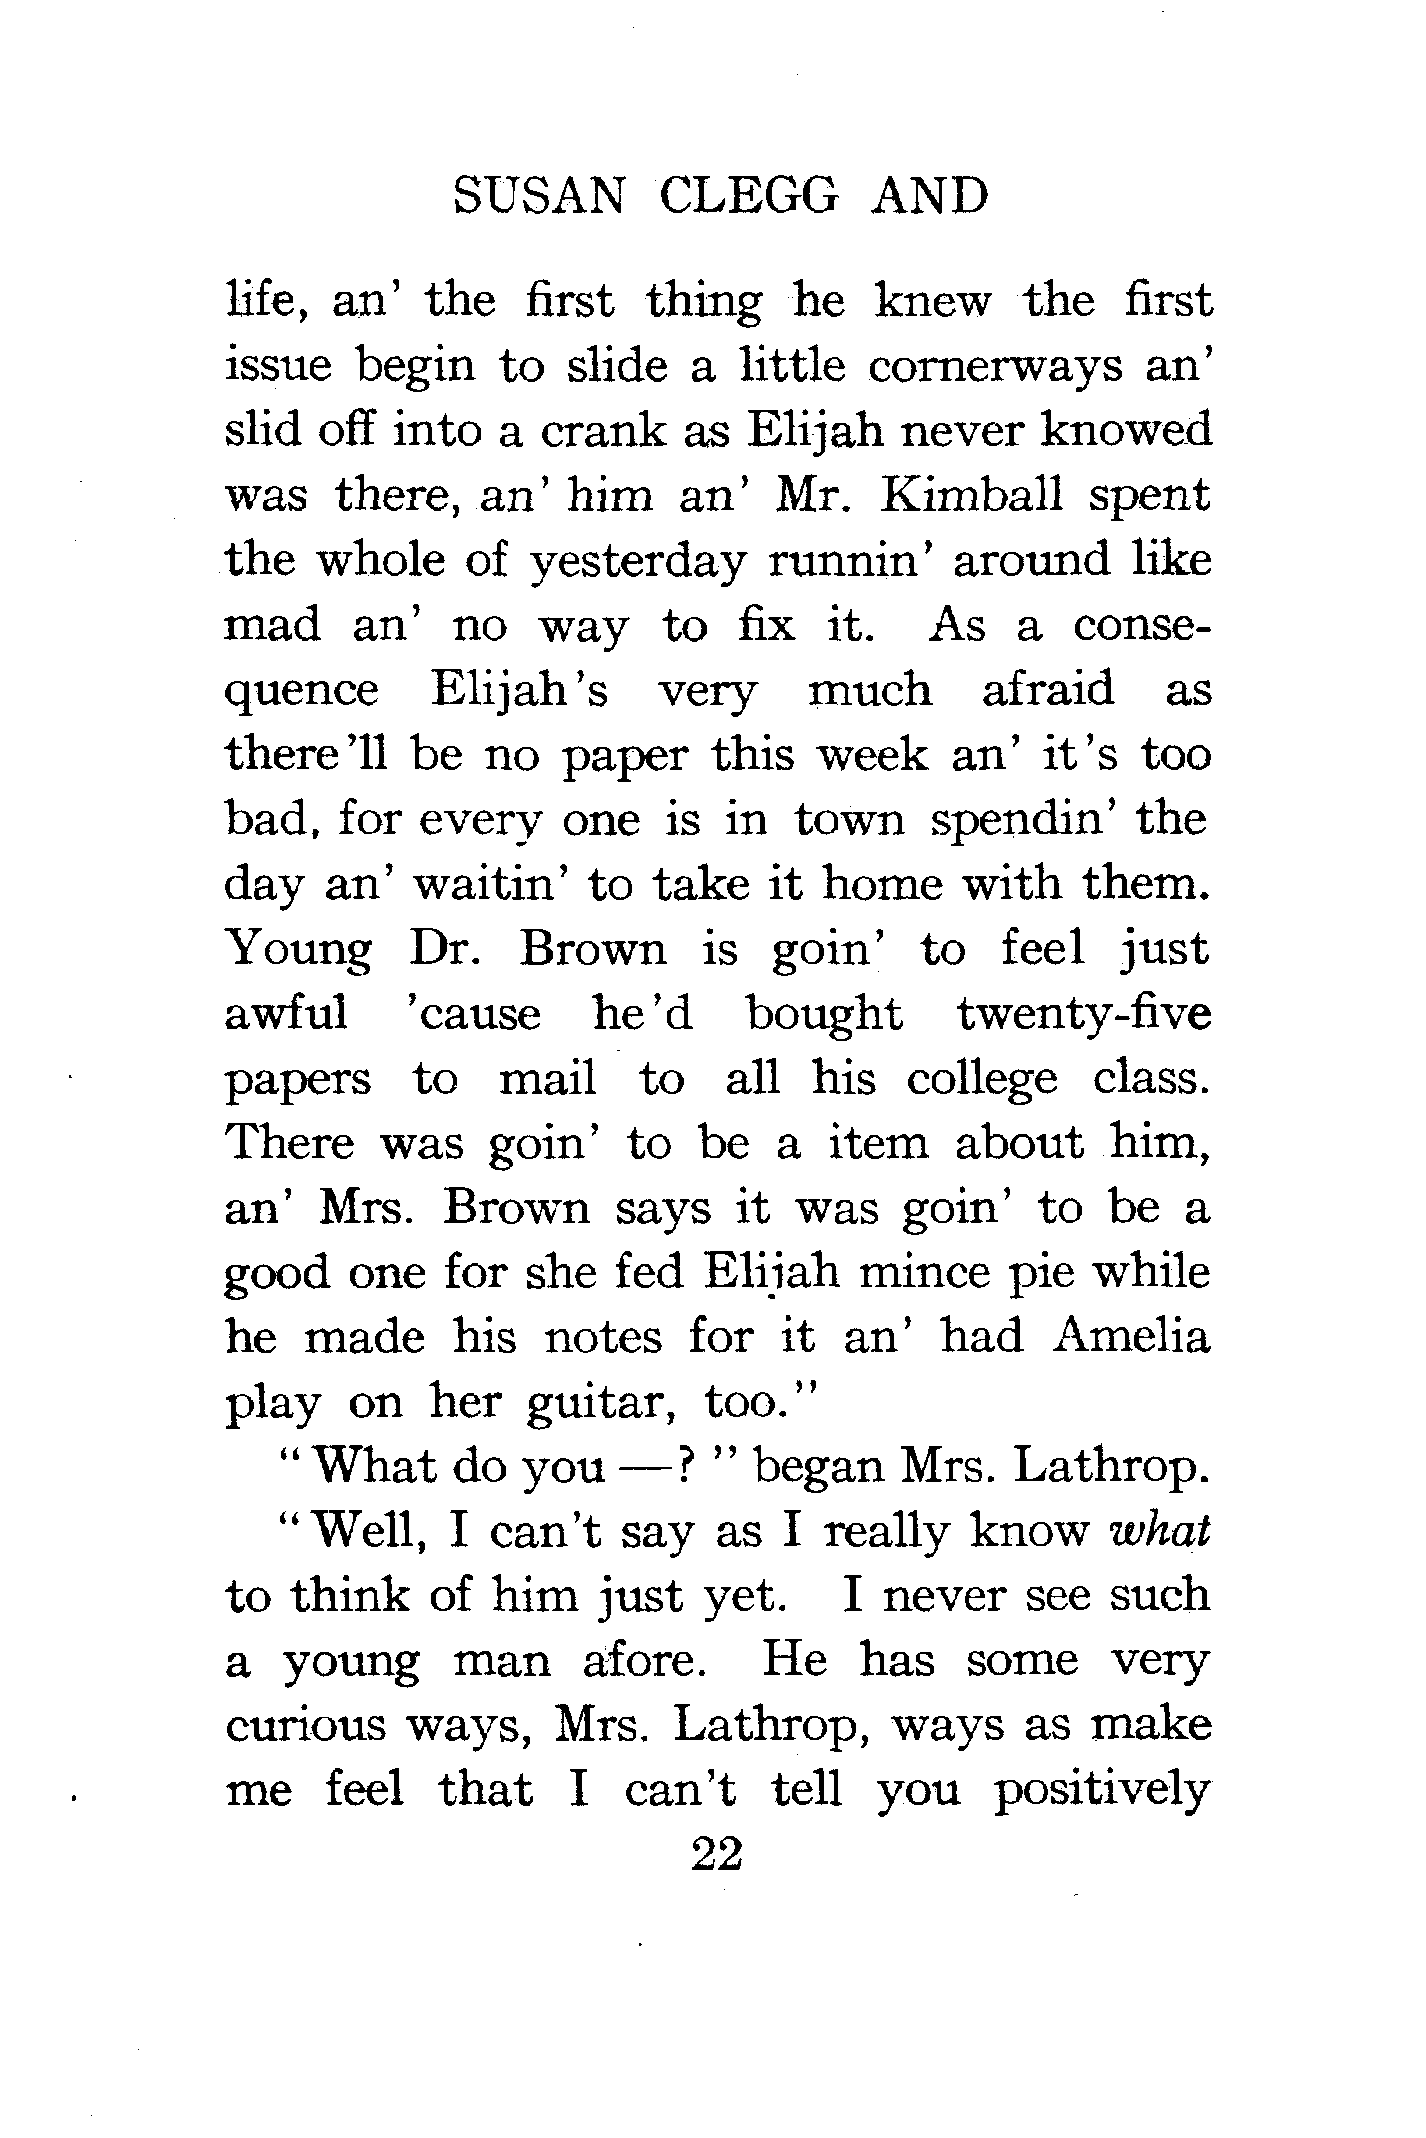 SUSAN CLEGG AND
life, an' the first thing he knew the first
issue begin to slide a little cornerways an'
slid off into a crank as Elijah never knowed
was there, an' him an' Mr. Kimball spent
the whole of yesterday runnin' around like
mad an' no way to fix it. As a conse-
quence Elijah's very much afraid as
there'll be no paper this week an' it's too
bad, for every one is in town spendin' the
day an' waitin' to take it home with them.
Young Dr. Brown is goin' to feel just
awful 'cause he'd bought twenty-five
papers to mail to all his college class.
There was goin' to be a item about him,
an' Mrs. Brown says it was goin' to be a
good one for she fed Elijah mince pie while
he made his notes for it an' had Amelia
play on her guitar, too."
"What do you —? " began Mrs. Lathrop.
"Well, I can't say as I really know what
to think of him just yet. I never see such
a young man afore. He has some very
curious ways, Mrs. Lathrop, ways as make
me feel that I can't tell you positively
22